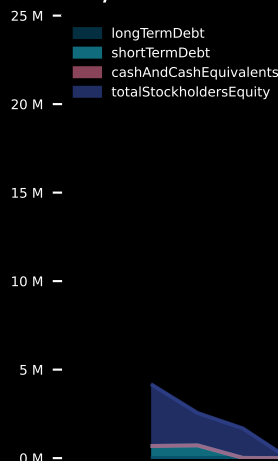 25 M
longTermDebt
shortTermDebt
cashAndCashEquivalents
totalStockholdersEquity
20 M
15 M
10 M
5 M
0 M